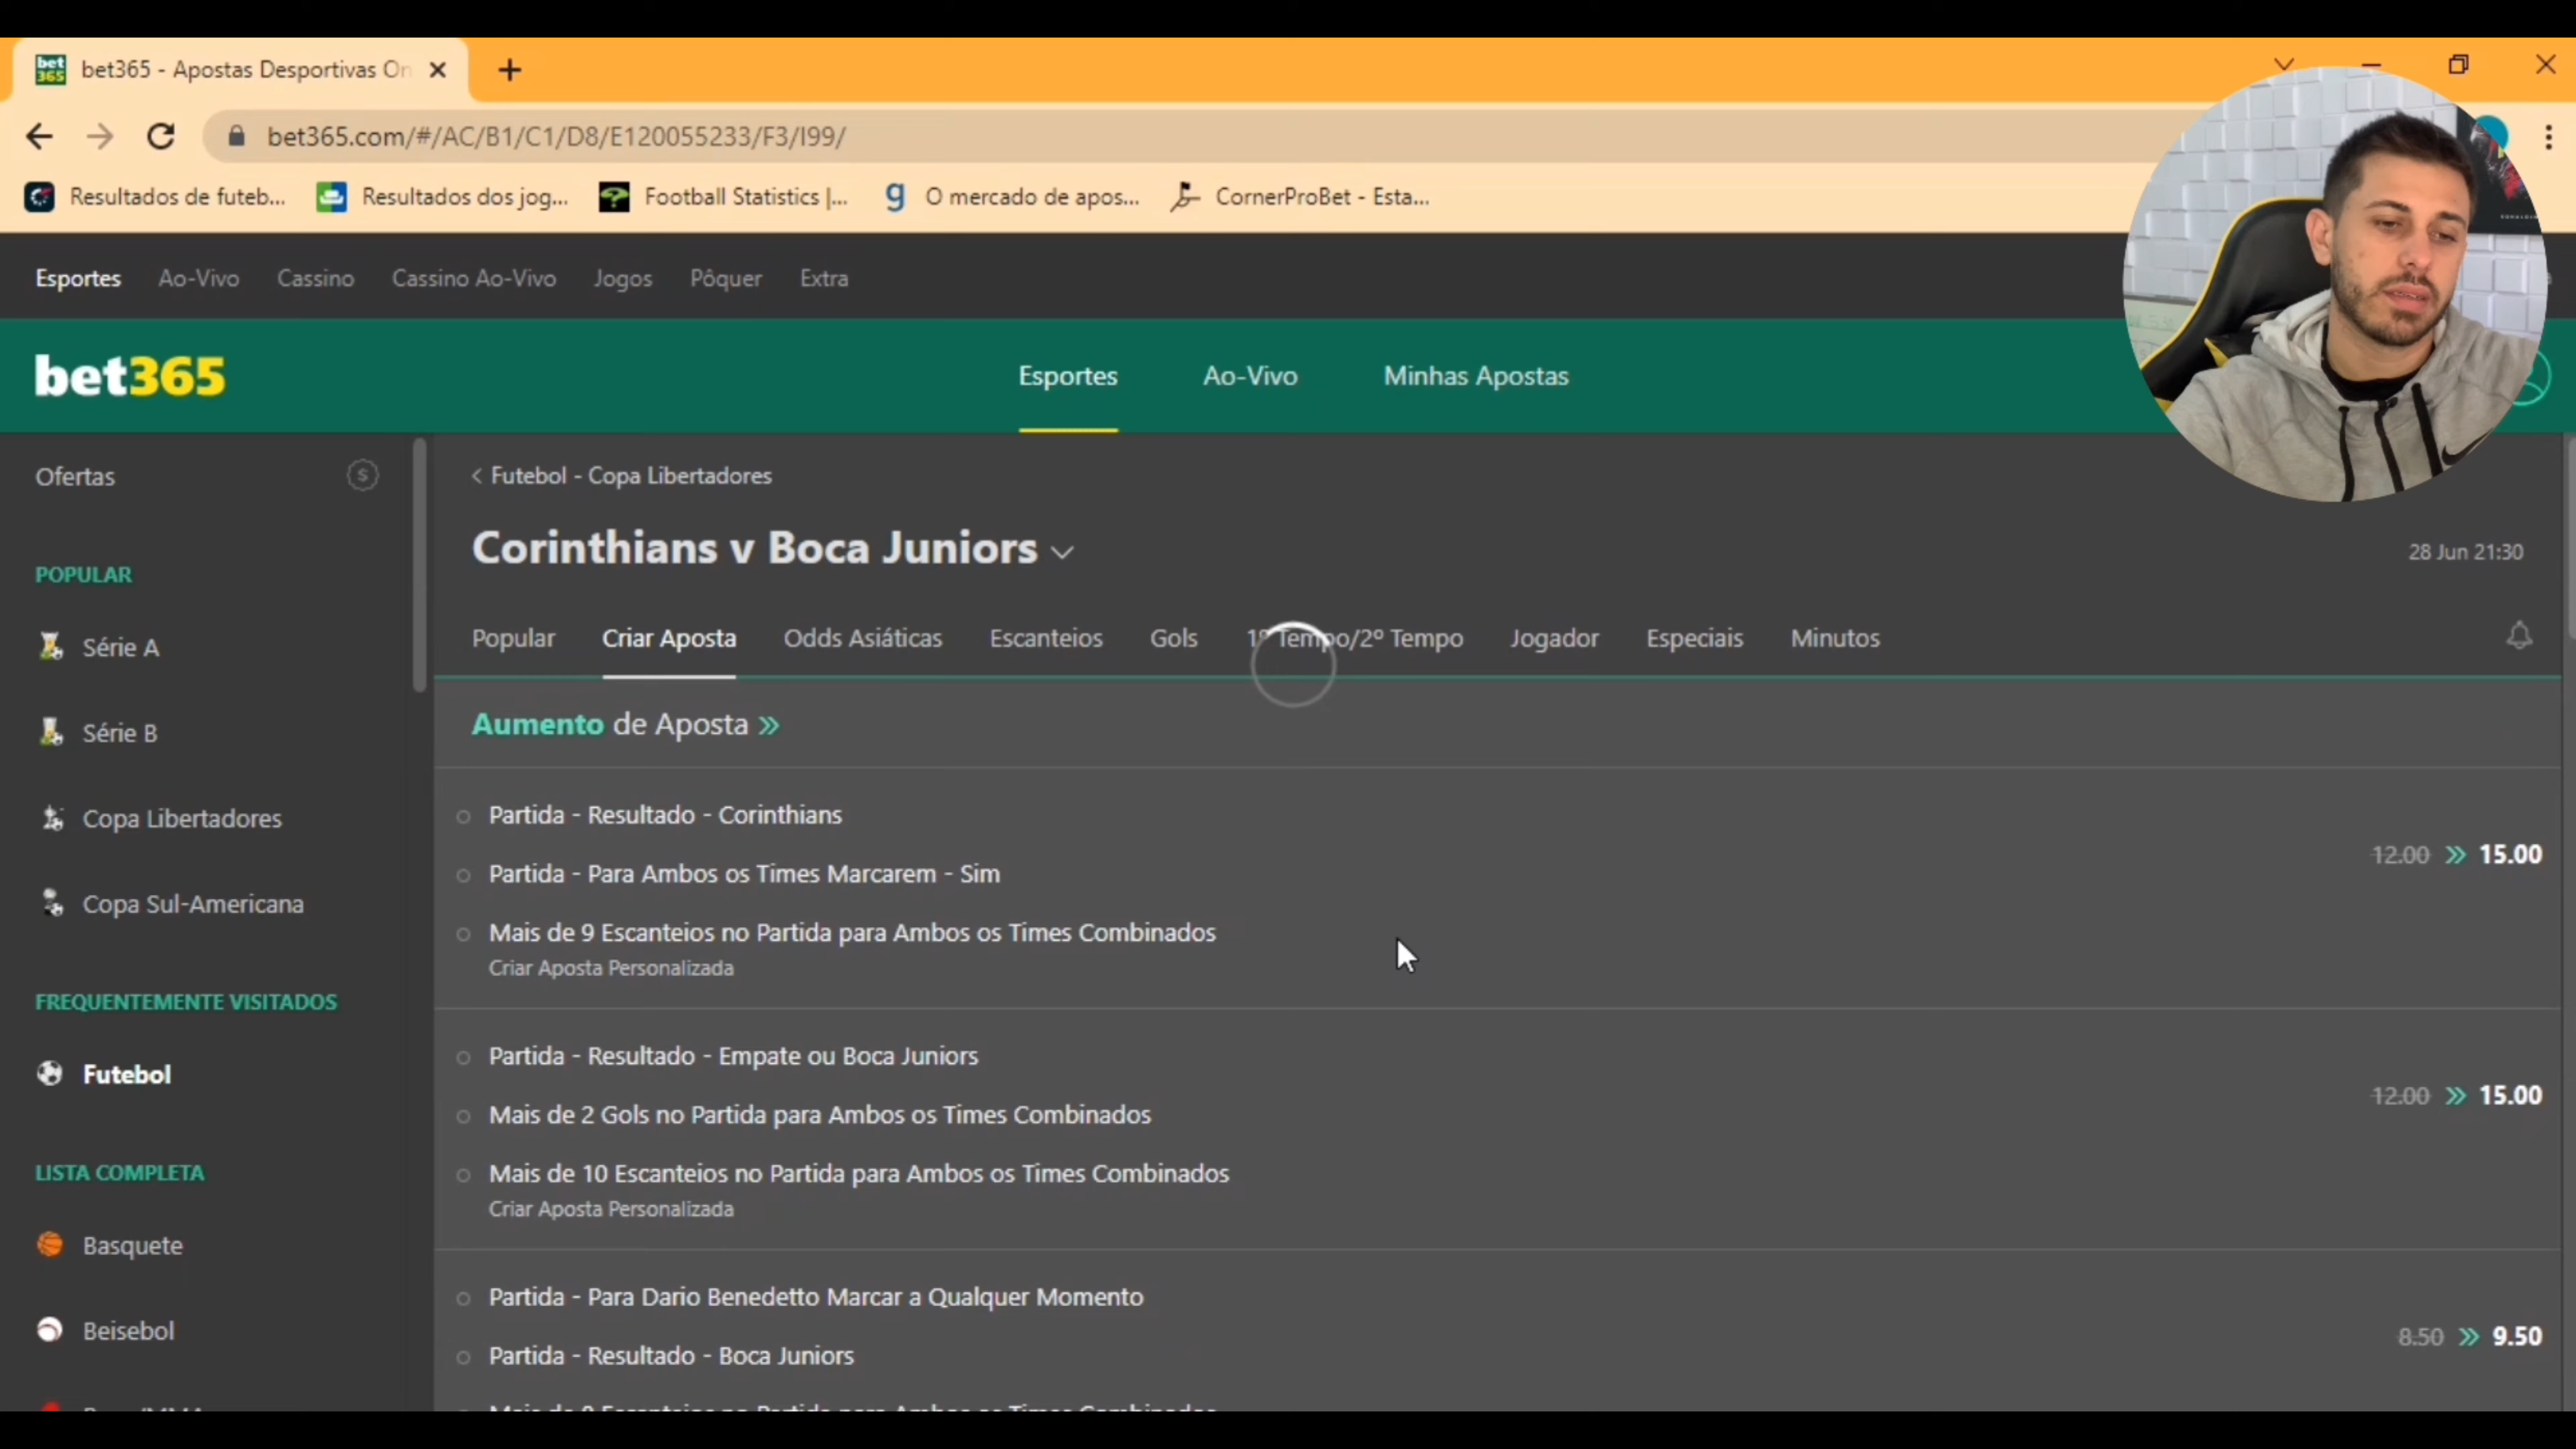 bet365 - Apostas Desportivas On
bet365.com/#/AC/B1/C1/D8/E120055233/F3/I99/
Resultados de futeb...
Resultados dos jog...
Football Statistics |...
O mercado de apos...
CornerProBet - Esta...
Esportes
Ao-Vivo
Cassino
Cassino Ao-Vivo
Jogos
Pôquer
Extra
bet365
Esportes
Ao-Vivo
Minhas Apostas
Ofertas
POPULAR
Série A
Série B
Copa Libertadores
Copa Sul-Americana
FREQUENTEMENTE VISITADOS
Futebol
LISTA COMPLETA
Basquete
Beisebol
< Futebol - Copa Libertadores
Corinthians v Boca Juniors
28 Jun 21:30
Popular
Criar Aposta
Odds Asiáticas
Escanteios
Gols
1º Tempo/2º Tempo
Jogador
Especiais
Minutos
Aumento de Aposta »
Partida - Resultado - Corinthians
Partida - Para Ambos os Times Marcarem - Sim
12.00 » 15.00
Mais de 9 Escanteios no Partida para Ambos os Times Combinados
Criar Aposta Personalizada
Partida - Resultado - Empate ou Boca Juniors
Mais de 2 Gols no Partida para Ambos os Times Combinados
12.00 » 15.00
Mais de 10 Escanteios no Partida para Ambos os Times Combinados
Criar Aposta Personalizada
Partida - Para Dario Benedetto Marcar a Qualquer Momento
Partida - Resultado - Boca Juniors
8.50 » 9.50